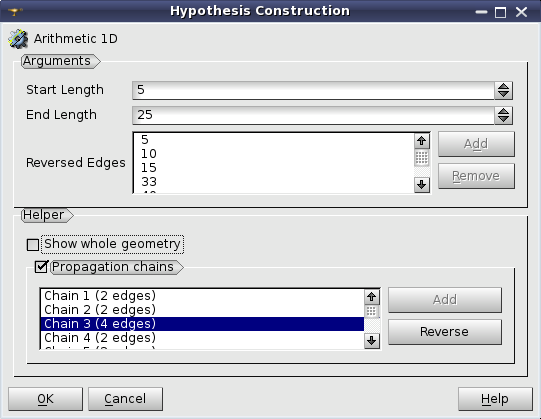 Hypothesis Construction
Arithmetic 1D
Arguments
Start Length 5
End Length 25
Reversed Edges
5
10
15
33
Add
Remove
Helper
Show whole geometry
Propagation chains
Chain 1 (2 edges)
Chain 2 (2 edges)
Chain 3 (4 edges)
Chain 4 (2 edges)
Add
Reverse
OK
Cancel
Help